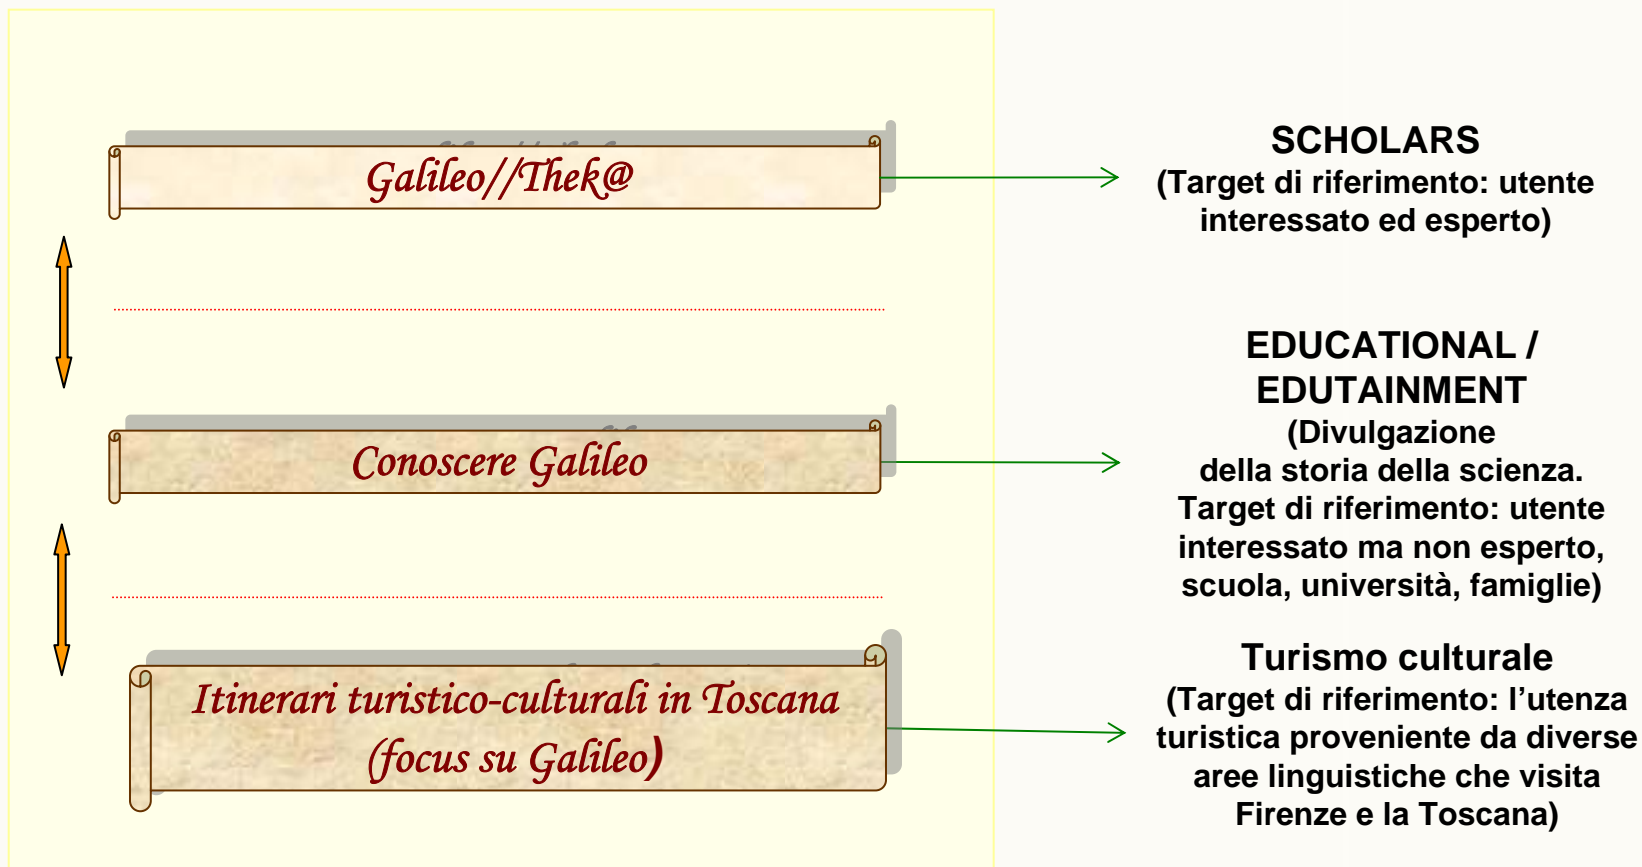 Galileo//Thek@
SCHOLARS
(Target di riferimento: utente
interessato ed esperto)
Conoscere Galileo
EDUCATIONAL /
EDUTAINMENT
(Divulgazione
della storia della scienza.
Target di riferimento: utente
interessato ma non esperto,
scuola, università, famiglie)
Itinerari turistico-culturali in Toscana
(focus su Galileo)
Turismo culturale
(Target di riferimento: l’utenza
turistica proveniente da diverse
aree linguistiche che visita
Firenze e la Toscana)